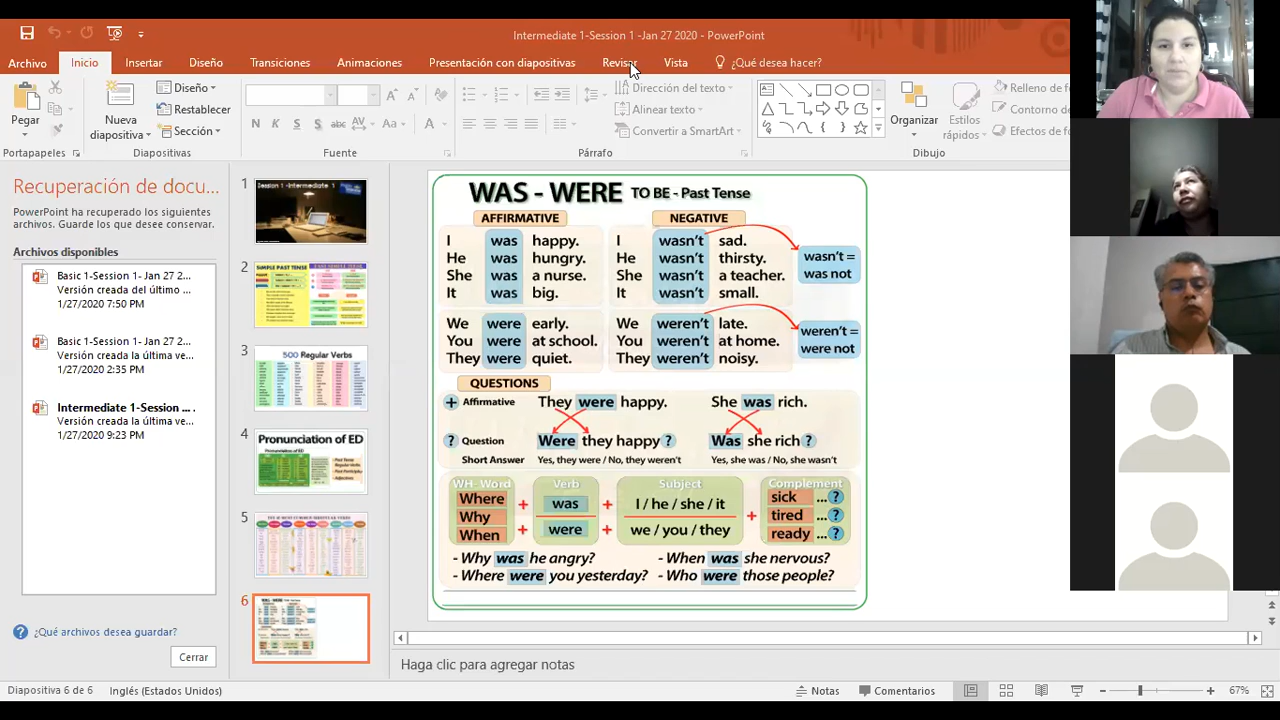 Intermediate 1-Session 1 -Jan 27 2020 - PowerPoint
Archivo Inicio Insertar Diseño Transiciones Animaciones Presentación con diapositivas Revisar Vista ¿Qué desea hacer?
Pegar
Nueva diapositiva
Diseño
Restablecer
Sección
N K S S abc AV Aa A
Dirección del texto
Alinear texto
Convertir a SmartArt
Organizar
Estilos rápidos
Relleno de
Contorno de
Efectos de fo
Portapapeles Diapositivas Fuente Párrafo Dibujo
Recuperación de docu...
PowerPoint ha recuperado los siguientes
archivos. Guarde los que desee conservar.
Archivos disponibles
Basic 1-Session 1- Jan 27 2...
Versión creada del último ...
1/27/2020 7:50 PM
Basic 1-Session 1- Jan 27 2...
Versión creada la última ve...
1/27/2020 2:35 PM
Intermediate 1-Session ...
Versión creada la última ve...
1/27/2020 9:23 PM
¿Qué archivos desea guardar?
Cerrar
1
Session 1 -Intermediate 1
2
SIMPLE PAST TENSE
3
500 Regular Verbs
4
Pronunciation of ED
5
6
WAS - WERE TO BE - Past Tense
AFFIRMATIVE
I was happy.
He was hungry.
She was a nurse.
It was big.
We were early.
You were at school.
They were quiet.
NEGATIVE
I wasn't sad.
He wasn't thirsty.
She wasn't a teacher.
It wasn't small.
wasn't =
was not
We weren't late.
You weren't at home.
They weren't noisy.
weren't =
were not
QUESTIONS
+ Affirmative They were happy. She was rich.
? Question Were they happy ? Was she rich ?
Short Answer Yes, they were / No, they weren't Yes, she was / No, she wasn't
WH- Word Verb Subject Complement
Where + was + I / he / she / it sick ...?
Why + tired ...?
When + were + we / you / they ready ...?
- Why was he angry? - When was she nervous?
- Where were you yesterday? - Who were those people?
Haga clic para agregar notas
Diapositiva 6 de 6 Inglés (Estados Unidos) Notas Comentarios 67%